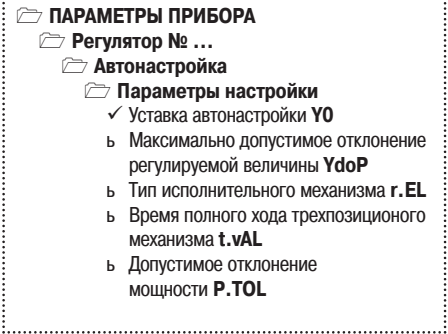 ПАРАМЕТРЫ ПРИБОРА
Регулятор № ...
Автонастройка
Параметры настройки
✓ Уставка автонастройки Y0
ь Максимально допустимое отклонение
регулируемой величины YdoP
ь Тип исполнительного механизма r.EL
ь Время полного хода трехпозиционого
механизма t.vAL
ь Допустимое отклонение
мощности P.TOL